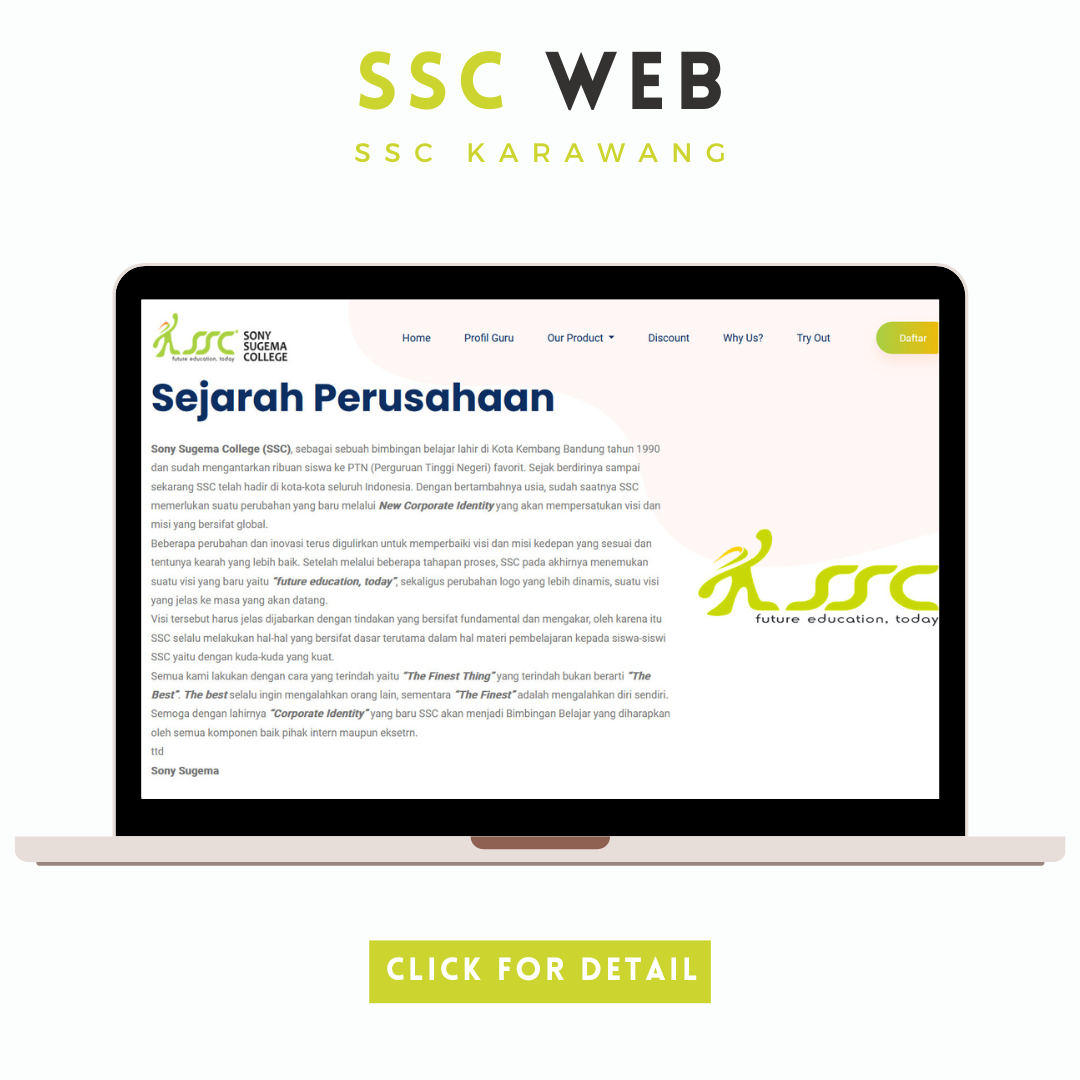 SSC WEB
SSC KARAWANG
SSC
future education, today
SONY
SUGEMA
COLLEGE
Home Profil Guru Our Product Discount Why Us? Try Out Daftar
Sejarah Perusahaan
Sony Sugema College (SSC), sebagai sebuah bimbingan belajar lahir di Kota Kembang Bandung tahun 1990
dan sudah mengantarkan ribuan siswa ke PTN (Perguruan Tinggi Negeri) favorit. Sejak berdirinya sampai
sekarang SSC telah hadir di kota-kota seluruh Indonesia. Dengan bertambahnya usia, sudah saatnya SSC
memerlukan suatu perubahan yang baru melalui New Corporate Identity yang akan mempersatukan visi dan
misi yang bersifat global.
Beberapa perubahan dan inovasi terus digulirkan untuk memperbaiki visi dan misi kedepan yang sesuai dan
tentunya kearah yang lebih baik. Setelah melalui beberapa tahapan proses, SSC pada akhirnya menemukan
suatu visi yang baru yaitu “future education, today”, sekaligus perubahan logo yang lebih dinamis, suatu visi
yang jelas ke masa yang akan datang.
Visi tersebut harus jelas dijabarkan dengan tindakan yang bersifat fundamental dan mengakar, oleh karena itu
SSC selalu melakukan hal-hal yang bersifat dasar terutama dalam hal materi pembelajaran kepada siswa-siswi
SSC yaitu dengan kuda-kuda yang kuat.
Semua kami lakukan dengan cara yang terindah yaitu “The Finest Thing” yang terindah bukan berarti “The
Best”. The best selalu ingin mengalahkan orang lain, sementara “The Finest” adalah mengalahkan diri sendiri.
Semoga dengan lahirnya “Corporate Identity” yang baru SSC akan menjadi Bimbingan Belajar yang diharapkan
oleh semua komponen baik pihak intern maupun eksetrn.
ttd
Sony Sugema
SSC
future education, today
CLICK FOR DETAIL